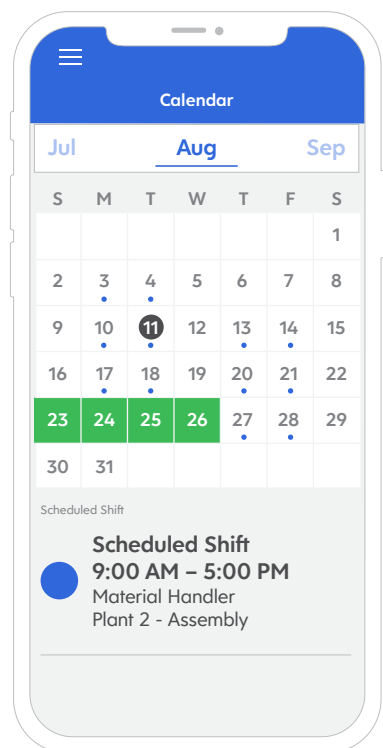 Calendar
Jul Aug Sep
S M T W T F S
1
2 3 4 5 6 7 8
9 10 11 12 13 14 15
16 17 18 19 20 21 22
23 24 25 26 27 28 29
30 31
Scheduled Shift
Scheduled Shift
9:00 AM – 5:00 PM
Material Handler
Plant 2 - Assembly